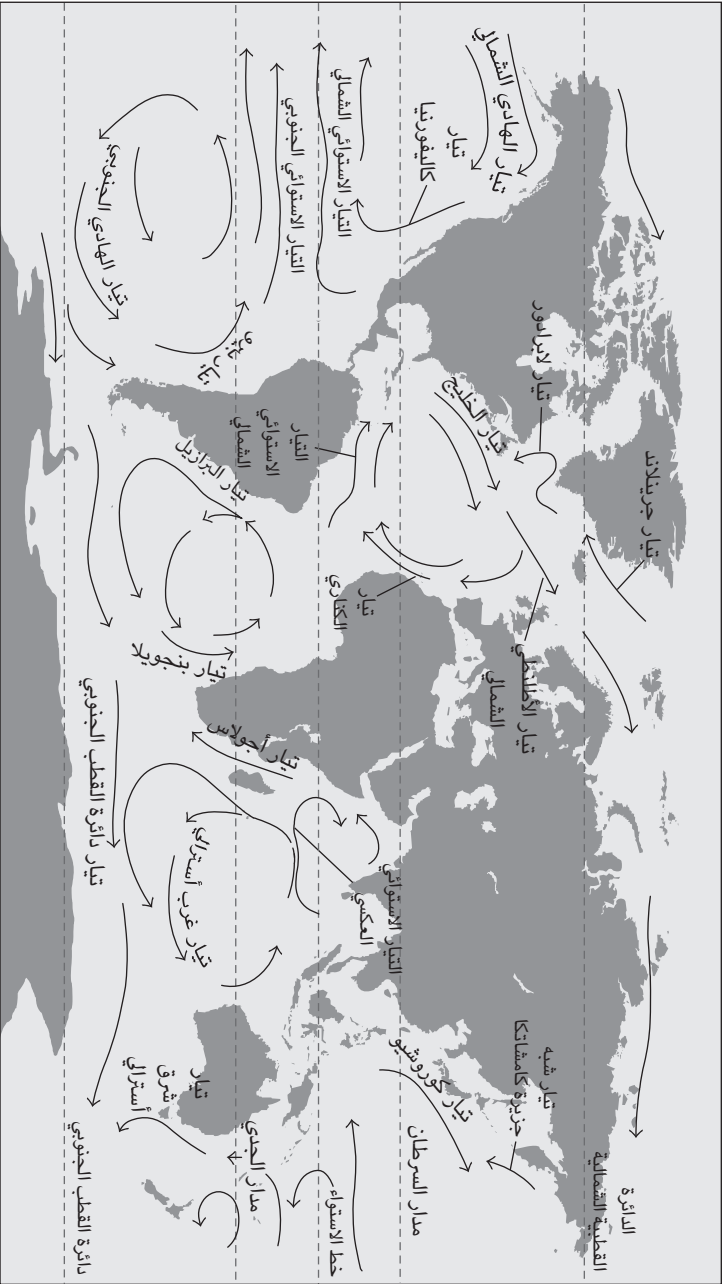 الدائرة
القطبية الشمالية
تيار جرينلاند
تيار لابرادور
تيار شبه
جزيرة كامشاتكا
تيار الهادي الشمالي
تيار الأطلنطي
الشمالي
تيار
كاليفورنيا
تيار الخليج
تيار كوروشيو
مدار السرطان
التيار الاستوائي الشمالي
تيار
الكناري
التيار الاستوائي
العكسي
خط الاستواء
التيار الاستوائي الجنوبي
التيار
الاستوائي
الشمالي
تيار بيرو
تيار البرازيل
تيار بنجويلا
تيار أجولاس
تيار غرب أسترالي
مدار الجدي
تيار
شرق
أسترالي
تيار الهادي الجنوبي
تيار دائرة القطب الجنوبي
دائرة القطب الجنوبي